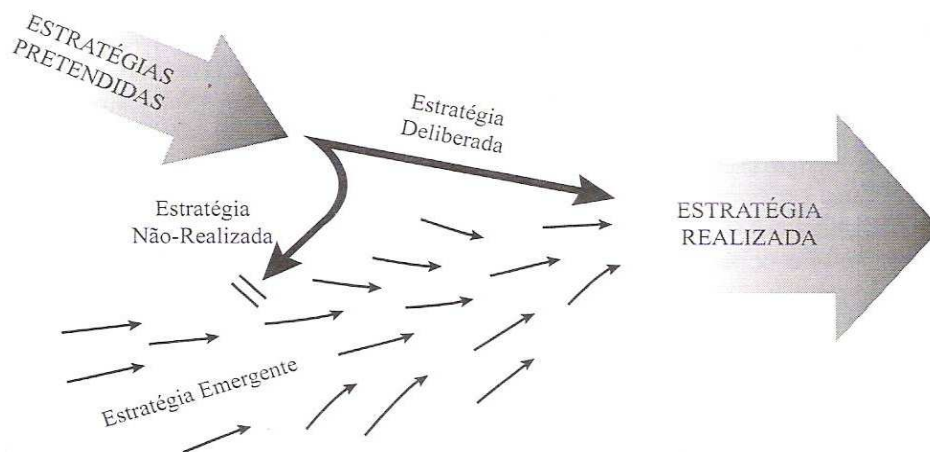 ESTRATÉGIAS
PRETENDIDAS
Estratégia
Deliberada
Estratégia
Não-Realizada
ESTRATÉGIA
REALIZADA
Estratégia Emergente